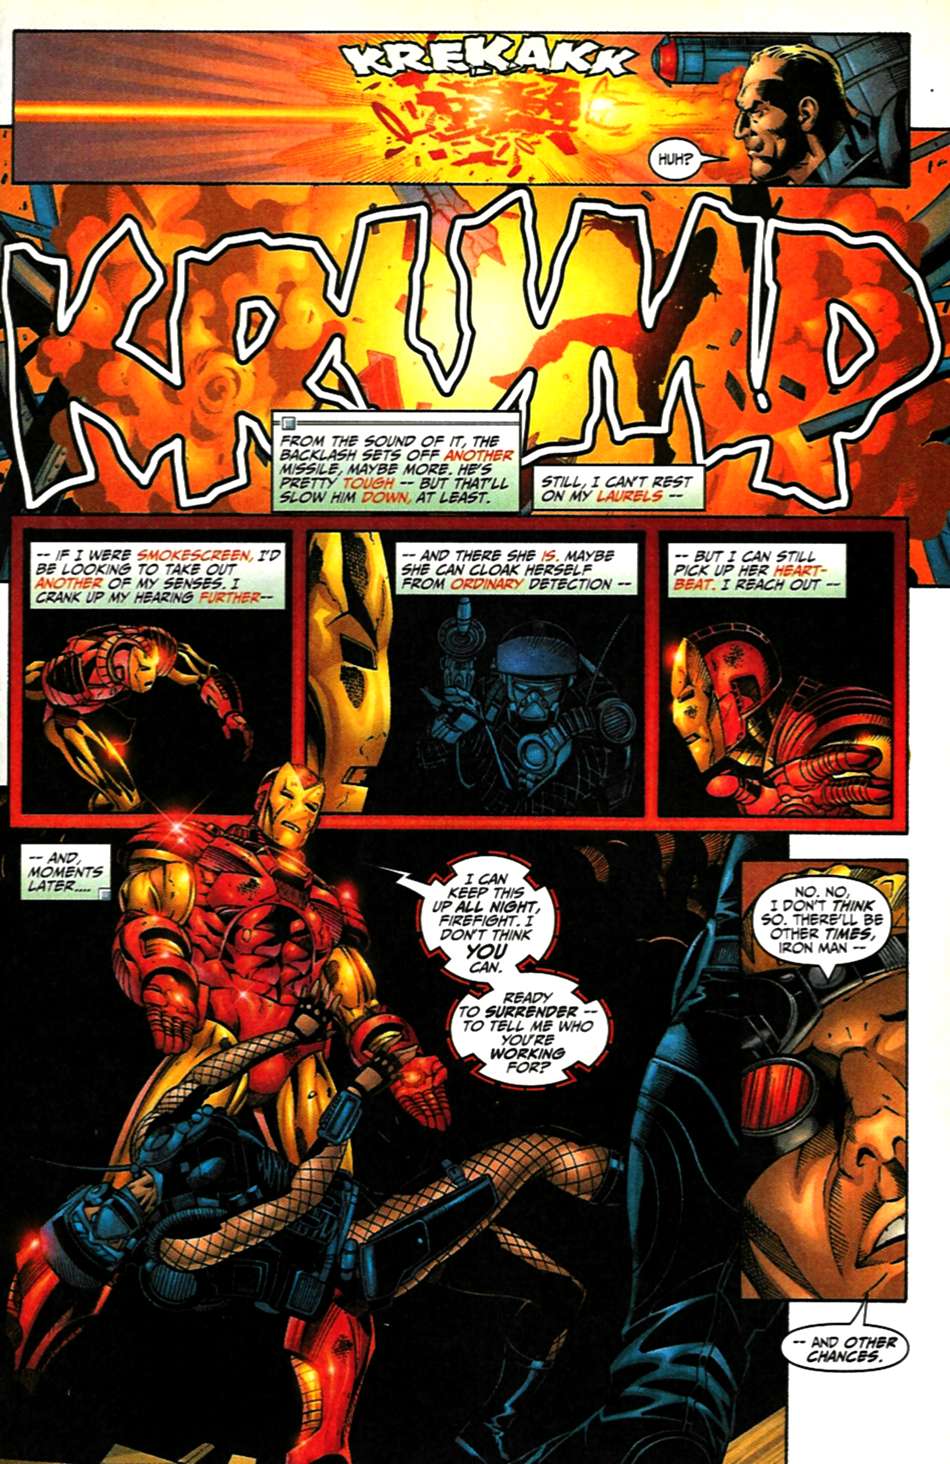 KREKAKK
HUH?
KRUMP
FROM THE SOUND OF IT, THE
BACKLASH SETS OFF ANOTHER
MISSILE, MAYBE MORE. HE'S
PRETTY TOUGH -- BUT THAT'LL
SLOW HIM DOWN, AT LEAST.
STILL, I CAN'T REST
ON MY LAURELS --
-- IF I WERE SMOKESCREEN, I'D
BE LOOKING TO TAKE OUT
ANOTHER OF MY SENSES. I
CRANK UP MY HEARING FURTHER--
-- AND THERE SHE IS. MAYBE
SHE CAN CLOAK HERSELF
FROM ORDINARY DETECTION --
-- BUT I CAN STILL
PICK UP HER HEART-
BEAT. I REACH OUT --
-- AND,
MOMENTS
LATER....
I CAN
KEEP THIS
UP ALL NIGHT,
FIREFIGHT. I
DON'T THINK
YOU
CAN.
READY
TO SURRENDER --
TO TELL ME WHO
YOU'RE
WORKING
FOR?
NO. NO,
I DON'T THINK
SO. THERE'LL BE
OTHER TIMES,
IRON MAN --
-- AND OTHER
CHANCES.